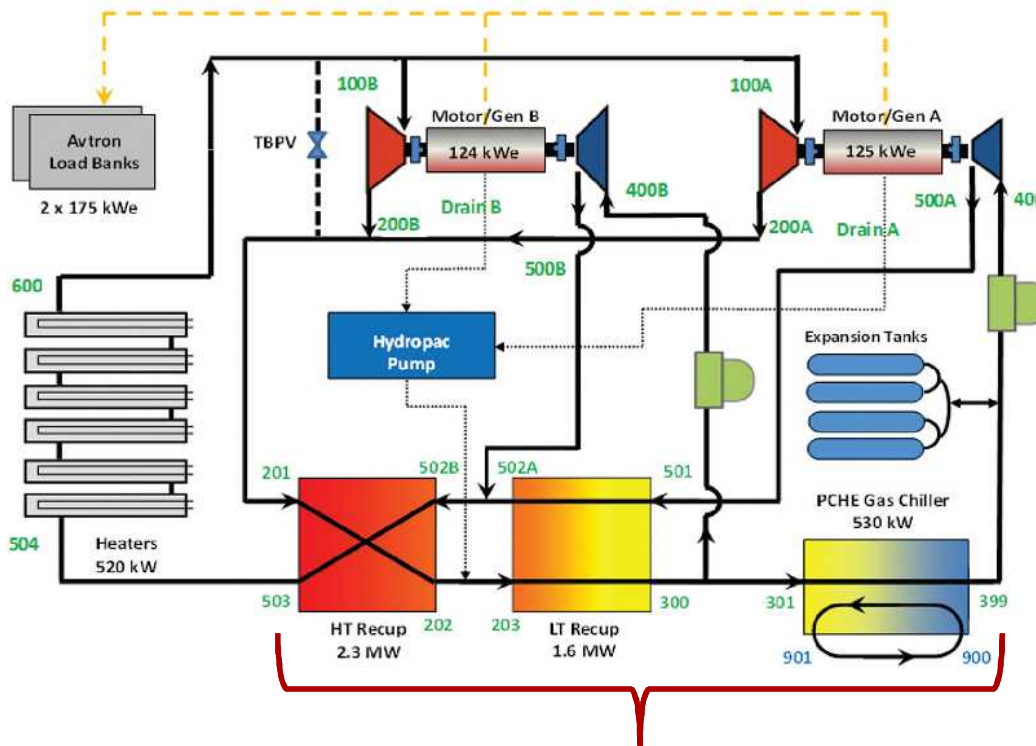 100B
100A
Motor/Gen B
Motor/Gen A
Avtron
Load Banks
TBPV
124 kWe
125 kWe
2 x 175 kWe
400B
500A
Drain B
200B
200A
Drain A
500B
600
Hydropac
Pump
Expansion Tanks
201
502B
502A
501
PCHE Gas Chiller
530 kW
504
Heaters
520 kW
503
202
203
300
301
399
HT Recup
2.3 MW
LT Recup
1.6 MW
901
900